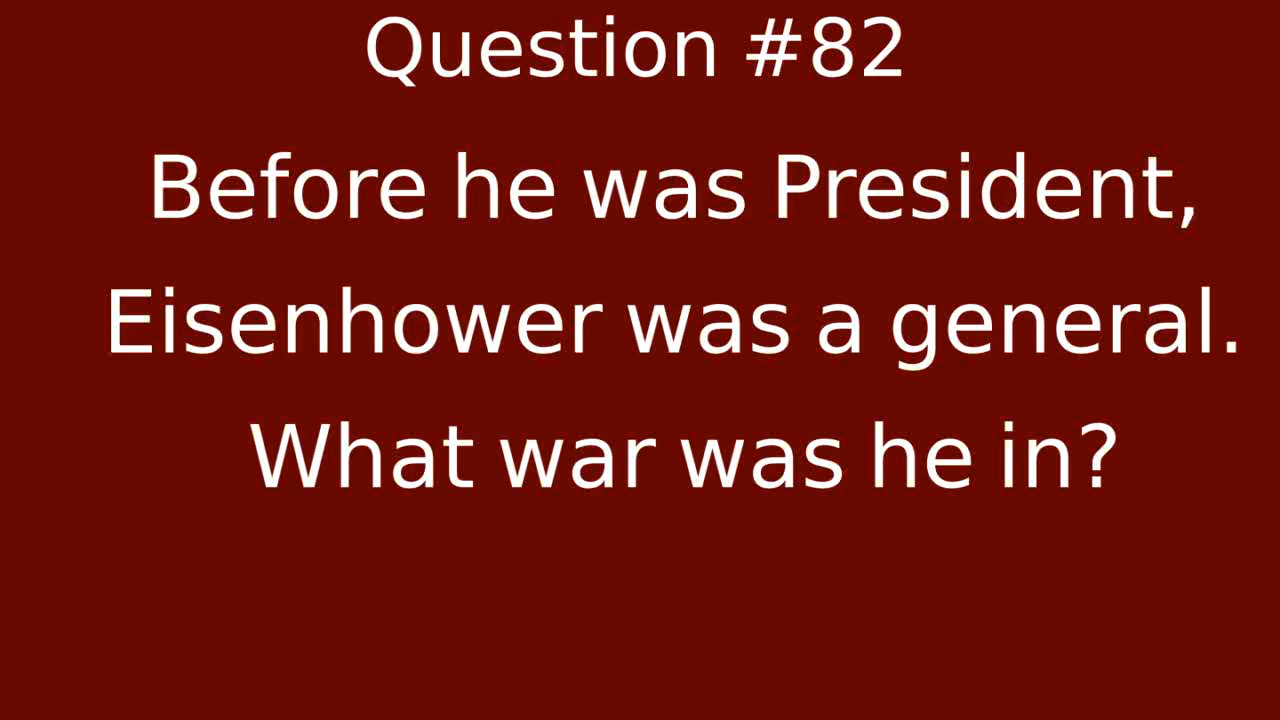 Question #82
Before he was President,
Eisenhower was a general.
What war was he in?